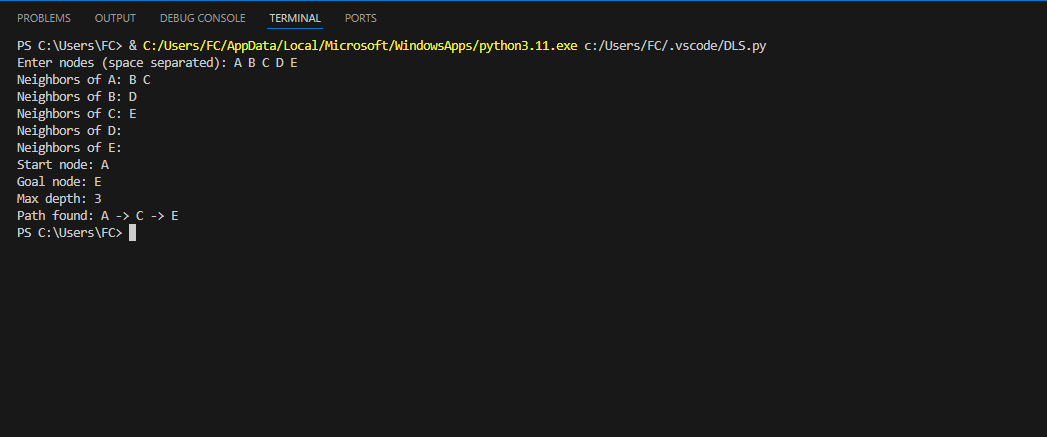 PROBLEMS OUTPUT DEBUG CONSOLE TERMINAL PORTS
PS C:\Users\FC> & C:/Users/FC/AppData/Local/Microsoft/WindowsApps/python3.11.exe c:/Users/FC/.vscode/DLS.py
Enter nodes (space separated): A B C D E
Neighbors of A: B C
Neighbors of B: D
Neighbors of C: E
Neighbors of D:
Neighbors of E:
Start node: A
Goal node: E
Max depth: 3
Path found: A -> C -> E
PS C:\Users\FC>